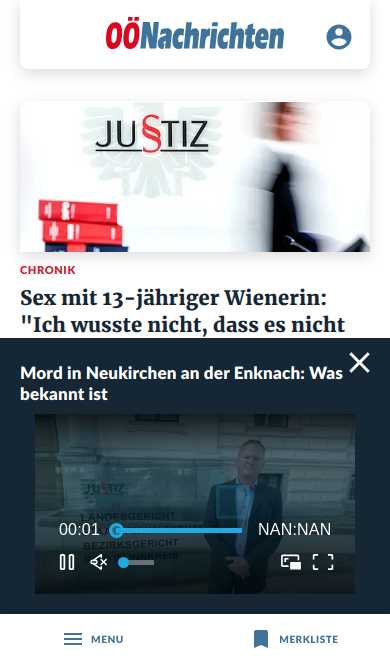 OÖNachrichten
JUSTIZ
CHRONIK
Sex mit 13-jähriger Wienerin:
"Ich wusste nicht, dass es nicht
Mord in Neukirchen an der Enknach: Was
bekannt ist
JUSTIZ
LANDESGERICHT
BEZIRKSGERICHT
00:01
NAN:NAN
MENU
MERKLISTE